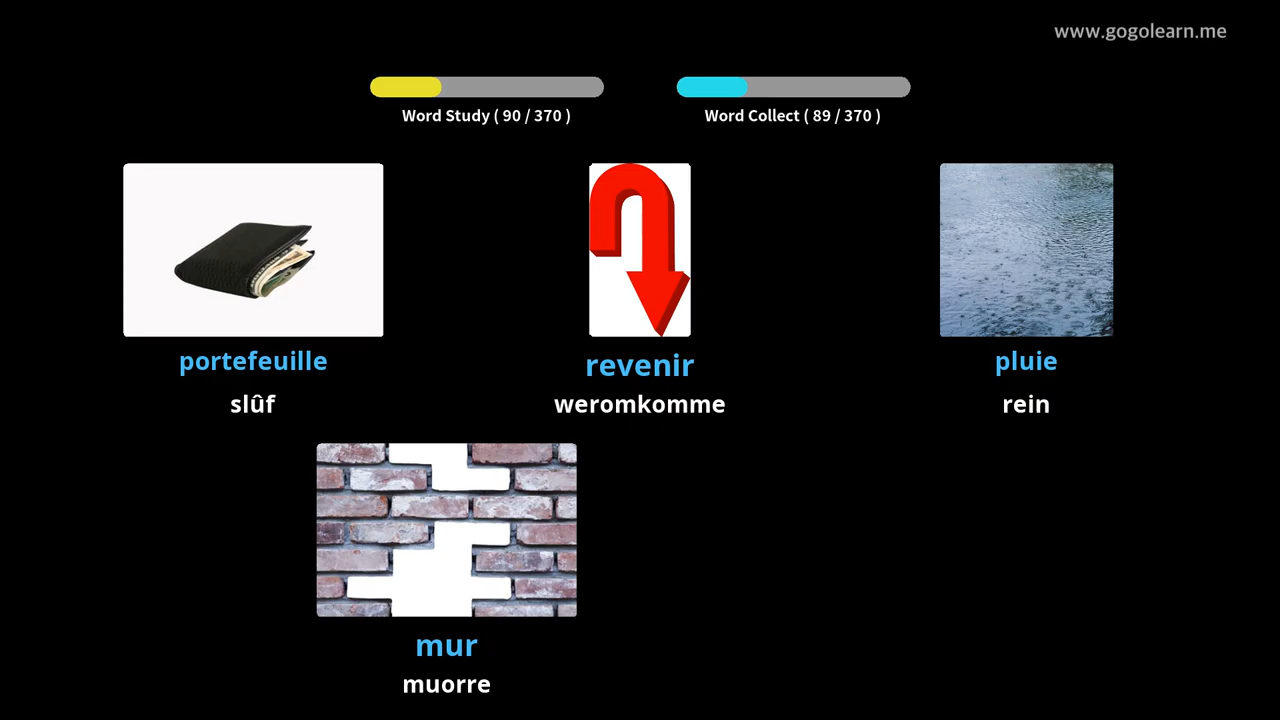 www.gogolearn.me
Word Study ( 90 / 370 )
Word Collect ( 89 / 370 )
portefeuille
slûf
revenir
weromkomme
pluie
rein
mur
muorre